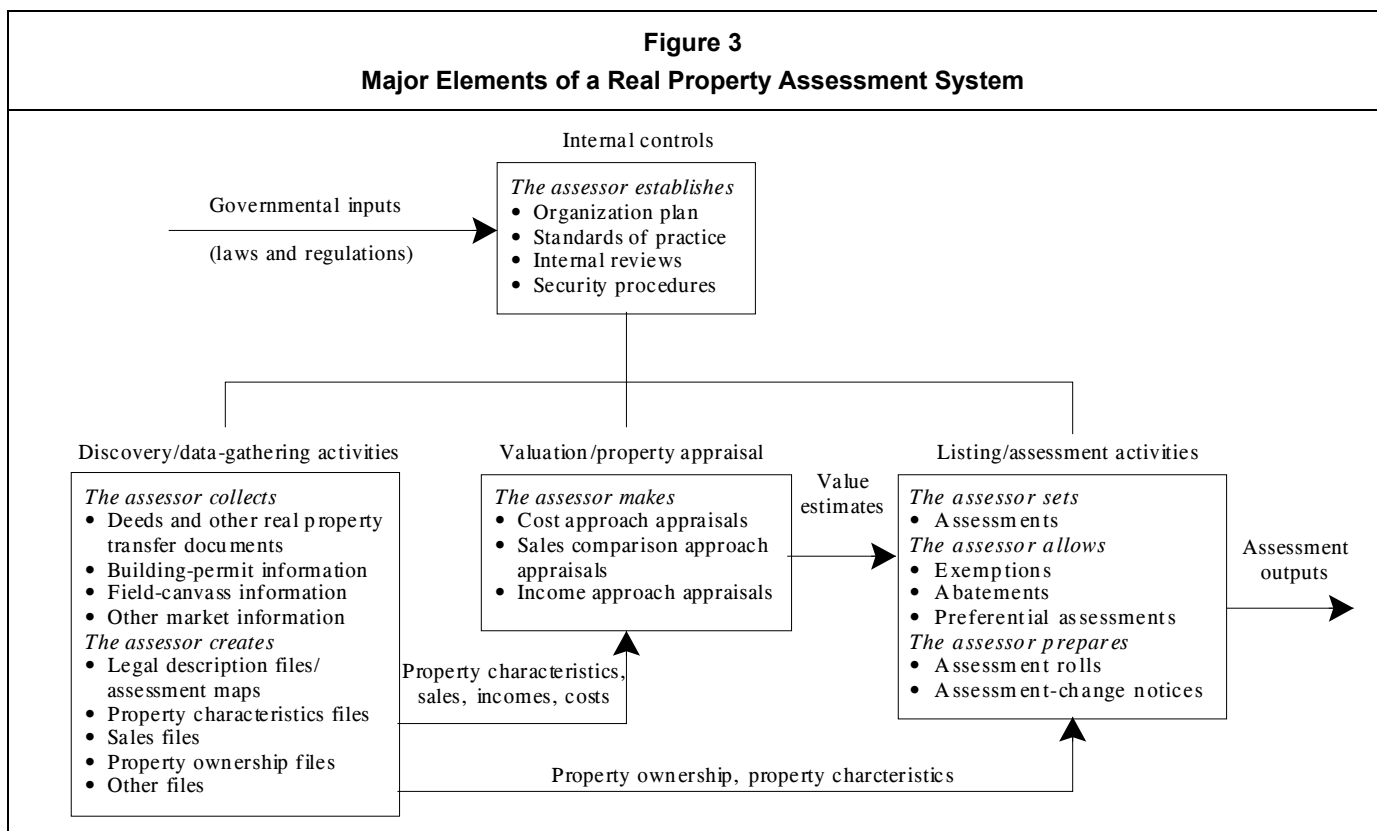 Figure 3
Major Elements of a Real Property Assessment System
Internal controls
Governmental inputs
(laws and regulations)
The assessor establishes
• Organization plan
• Standards of practice
• Internal reviews
• Security procedures
Discovery/data-gathering activities
The assessor collects
• Deeds and other real property
transfer documents
• Building-permit information
• Field-canvass information
• Other market information
The assessor creates
• Legal description files/
assessment maps
• Property characteristics files
• Sales files
• Property ownership files
• Other files
Valuation/property appraisal
The assessor makes
• Cost approach appraisals
• Sales comparison approach
appraisals
• Income approach appraisals
Property characteristics,
sales, incomes, costs
Value
estimates
Listing/assessment activities
The assessor sets
• Assessments
The assessor allows
• Exemptions
• Abatements
• Preferential assessments
The assessor prepares
• Assessment rolls
• Assessment-change notices
Assessment
outputs
Property ownership, property charcteristics